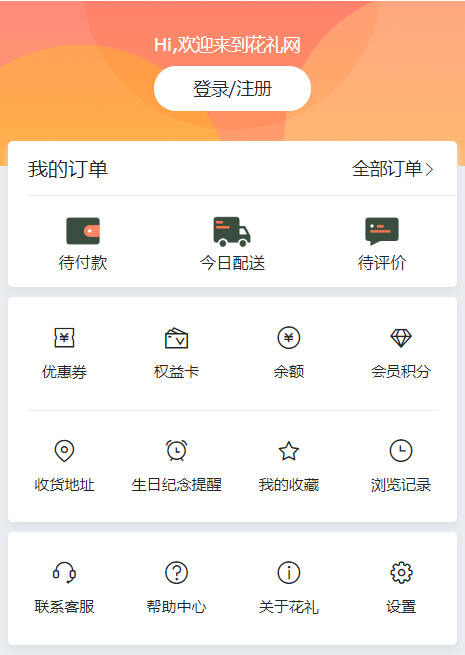 Hi,欢迎来到花礼网
登录/注册
我的订单 全部订单
待付款 今日配送 待评价
优惠券 权益卡 余额 会员积分
收货地址 生日纪念提醒 我的收藏 浏览记录
联系客服 帮助中心 关于花礼 设置